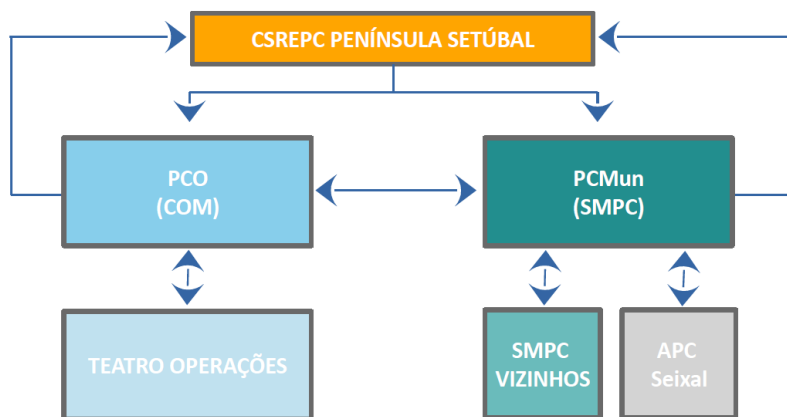 CSREPC PENÍNSULA SETÚBAL
PCO
(COM)
PCMun
(SMPC)
TEATRO OPERAÇÕES
SMPC
VIZINHOS
APC
Seixal